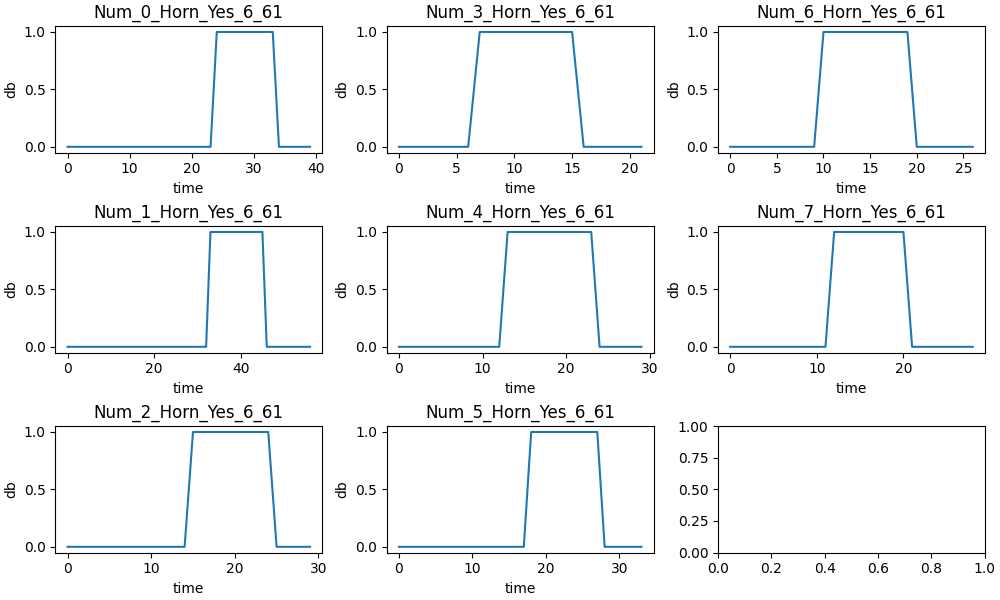 Num_0_Horn_Yes_6_61
1.0
0.5
0.0
db
0 10 20 30 40
time
Num_3_Horn_Yes_6_61
1.0
0.5
0.0
db
0 5 10 15 20
time
Num_6_Horn_Yes_6_61
1.0
0.5
0.0
db
0 5 10 15 20 25
time
Num_1_Horn_Yes_6_61
1.0
0.5
0.0
db
0 20 40
time
Num_4_Horn_Yes_6_61
1.0
0.5
0.0
db
0 10 20 30
time
Num_7_Horn_Yes_6_61
1.0
0.5
0.0
db
0 10 20
time
Num_2_Horn_Yes_6_61
1.0
0.5
0.0
db
0 10 20 30
time
Num_5_Horn_Yes_6_61
1.0
0.5
0.0
db
0 10 20 30
time
1.00
0.75
0.50
0.25
0.00
0.0 0.2 0.4 0.6 0.8 1.0